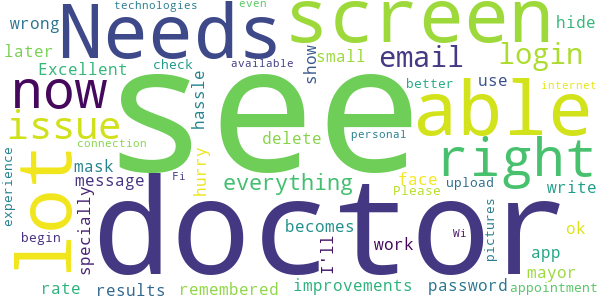 technologies even
wrong Needs screen hide
later check available show small email login
Excellent
now see able
issue hassle delete better use internet
connection personal
lot mask right
message hurry everything face upload write
experience specially Fi Please
doctor
begin becomes I'll work Wi pictures ok
app
mayor
rate results remembered improvements password appointment